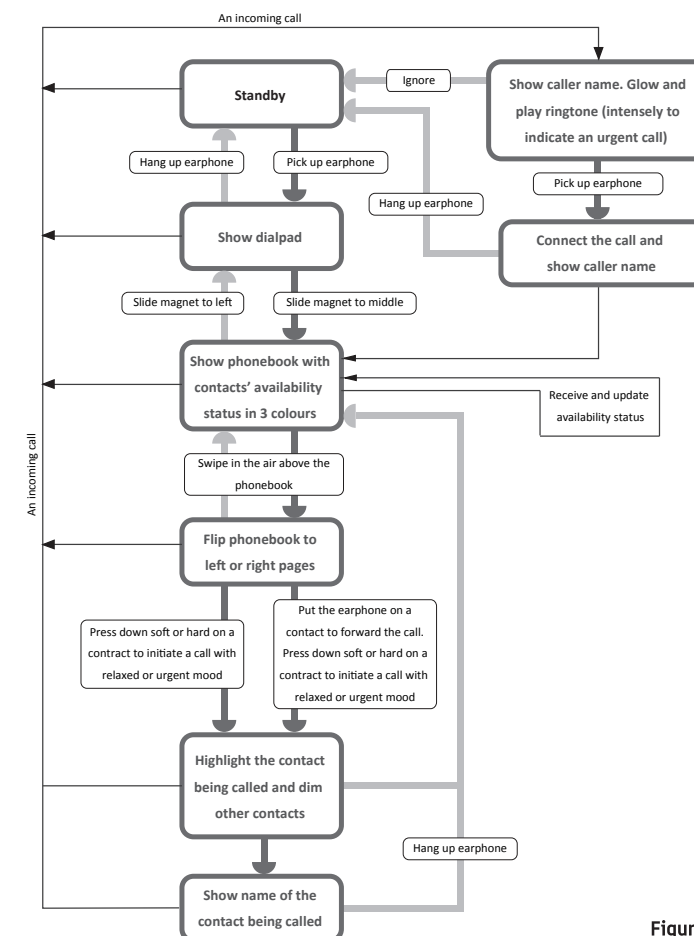 An incoming call
Standby
Ignore
Show caller name. Glow and
play ringtone (intensely to
indicate an urgent call)
Hang up earphone
Pick up earphone
Pick up earphone
Hang up earphone
Show dialpad
Connect the call and
show caller name
Slide magnet to left
Slide magnet to middle
Show phonebook with
contacts’ availability
status in 3 colours
Receive and update
availability status
An incoming call
Swipe in the air above the
phonebook
Flip phonebook to
left or right pages
Press down soft or hard on a
contract to initiate a call with
relaxed or urgent mood
Put the earphone on a
contact to forward the call.
Press down soft or hard on a
contract to initiate a call with
relaxed or urgent mood
Highlight the contact
being called and dim
other contacts
Hang up earphone
Show name of the
contact being called
Figur